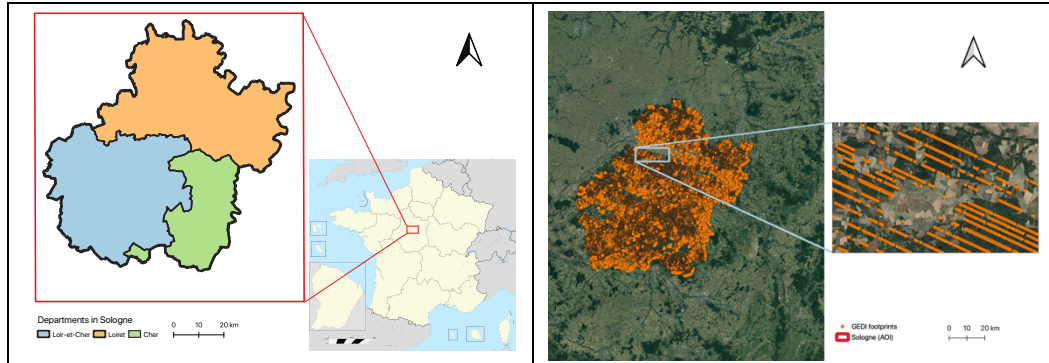 Departments in Sologne
Loir-et-Cher Loiret Cher
0 10 20 km
GEDI footprints
Sologne (AOI)
0 10 20 km